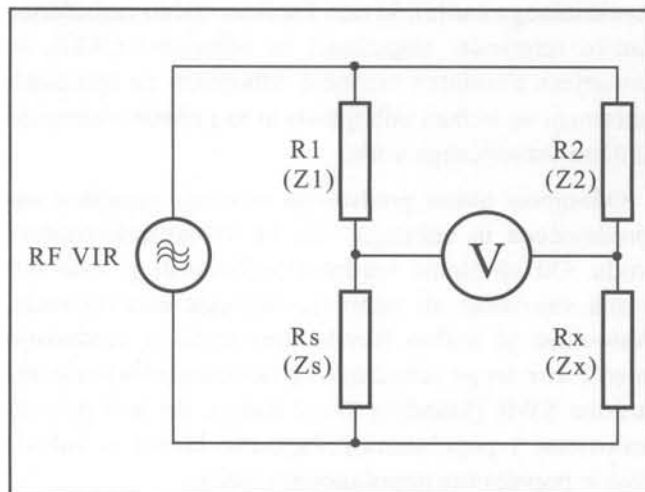 R1
(Z1)
R2
(Z2)
RF VIR
V
Rs
(Zs)
Rx
(Zx)